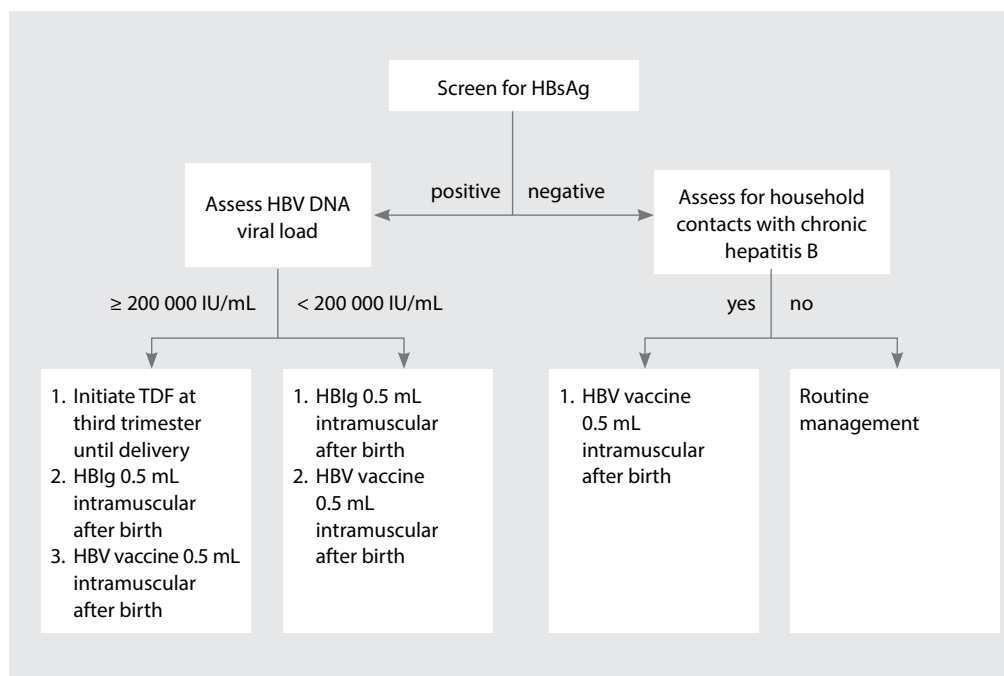 Screen for HBsAg
positive
negative
Assess HBV DNA
viral load
Assess for household
contacts with chronic
hepatitis B
≥ 200 000 IU/mL
< 200 000 IU/mL
yes
no
1. Initiate TDF at
third trimester
until delivery
2. HBIg 0.5 mL
intramuscular
after birth
3. HBV vaccine 0.5 mL
intramuscular
after birth
1. HBIg 0.5 mL
intramuscular
after birth
2. HBV vaccine
0.5 mL
intramuscular
after birth
1. HBV vaccine
0.5 mL
intramuscular
after birth
Routine
management